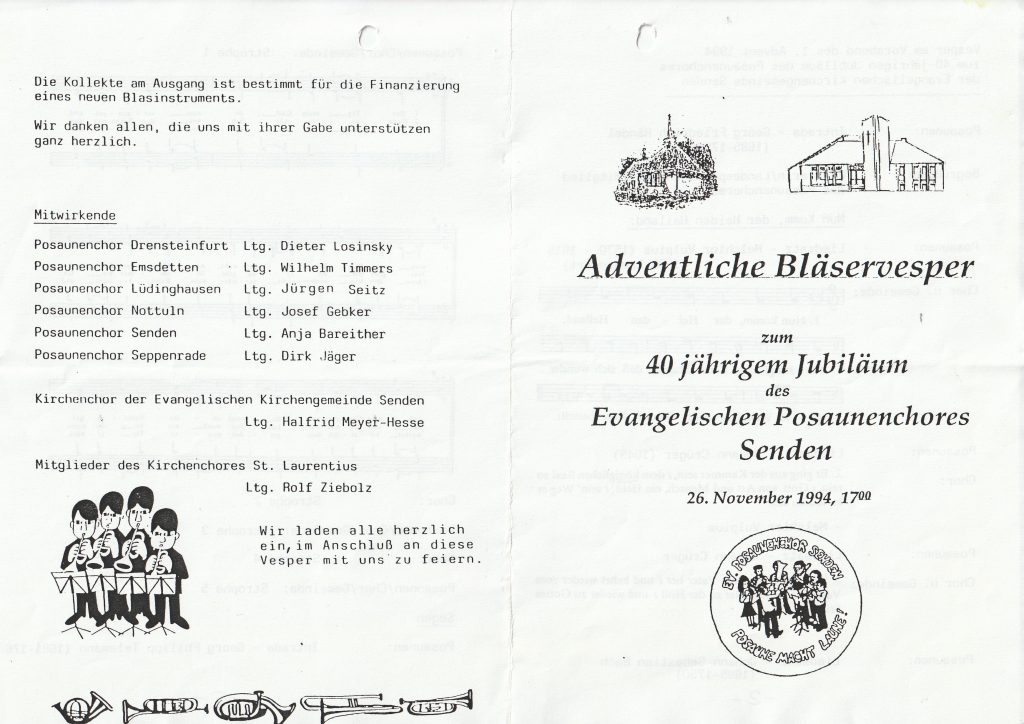 Die Kollekte am Ausgang ist bestimmt für die Finanzierung
eines neuen Blasinstruments.
Wir danken allen, die uns mit ihrer Gabe unterstützen
ganz herzlich.
Mitwirkende
Posaunenchor Drensteinfurt Ltg. Dieter Losinsky
Posaunenchor Emsdetten Ltg. Wilhelm Timmers
Posaunenchor Lüdinghausen Ltg. Jürgen Seitz
Posaunenchor Nottuln Ltg. Josef Gebker
Posaunenchor Senden Ltg. Anja Bareither
Posaunenchor Seppenrade Ltg. Dirk Jäger
Kirchenchor der Evangelischen Kirchengemeinde Senden
Ltg. Halfrid Meyer-Hesse
Mitglieder des Kirchenchores St. Laurentius
Ltg. Rolf Ziebolz
Wir laden alle herzlich
ein, im Anschluß an diese
Vesper mit uns zu feiern.
Adventliche Bläservesper
zum
40 jährigem Jubiläum
des
Evangelischen Posaunenchores
Senden
26. November 1994, 17⁰⁰
EV. POSAUNENCHOR SENDEN
POSAUNE MACHT LAUNE!